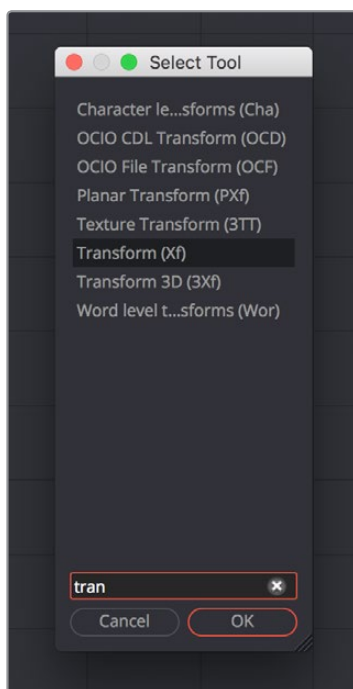 Select Tool
Character le...sforms (Cha)
OCIO CDL Transform (OCD)
OCIO File Transform (OCF)
Planar Transform (PXf)
Texture Transform (3TT)
Transform (Xf)
Transform 3D (3Xf)
Word level t...sforms (Wor)
tran
Cancel OK